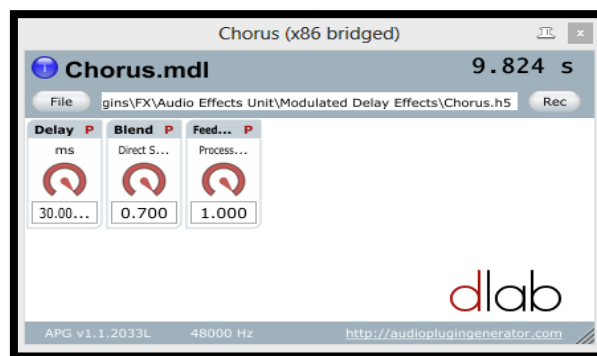 Chorus (x86 bridged)
Chorus.mdl 9.824 s
File gins\FX\Audio Effects Unit\Modulated Delay Effects\Chorus.h5 Rec
Delay P Blend P Feed... P
ms Direct S... Process...
30.00... 0.700 1.000
dlab
APG v1.1.2033L 48000 Hz http://audioplugingenerator.com